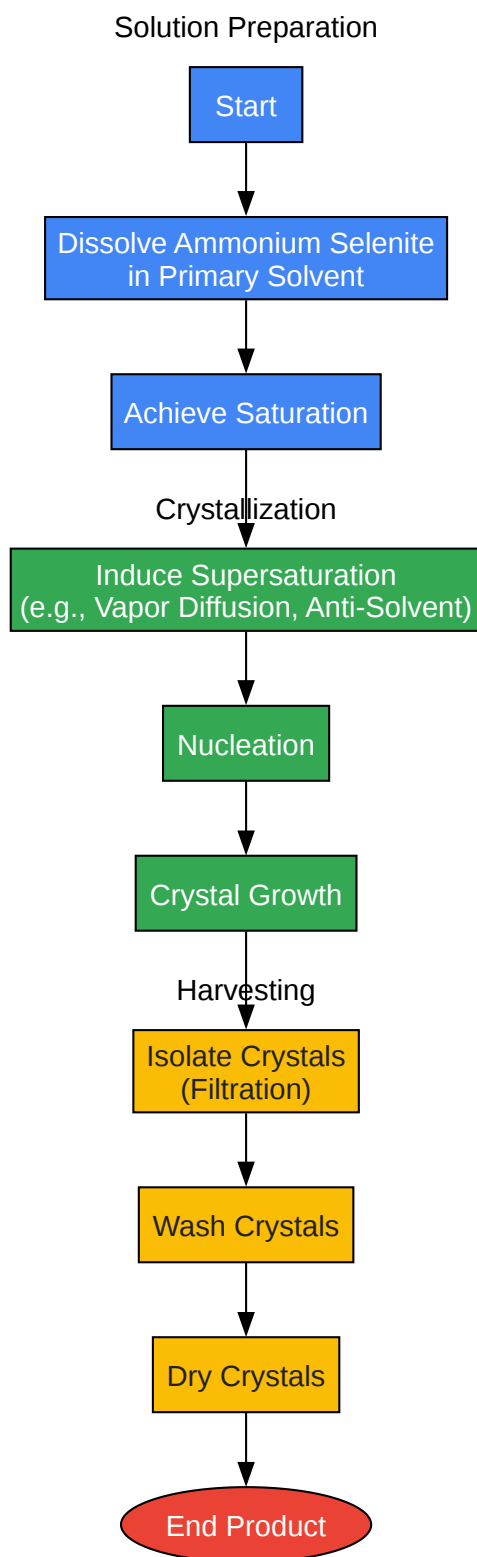 Solution Preparation
Start
Dissolve Ammonium Selenite
in Primary Solvent
Achieve Saturation
Crystallization
Induce Supersaturation
(e.g., Vapor Diffusion, Anti-Solvent)
Nucleation
Crystal Growth
Harvesting
Isolate Crystals
(Filtration)
Wash Crystals
Dry Crystals
End Product